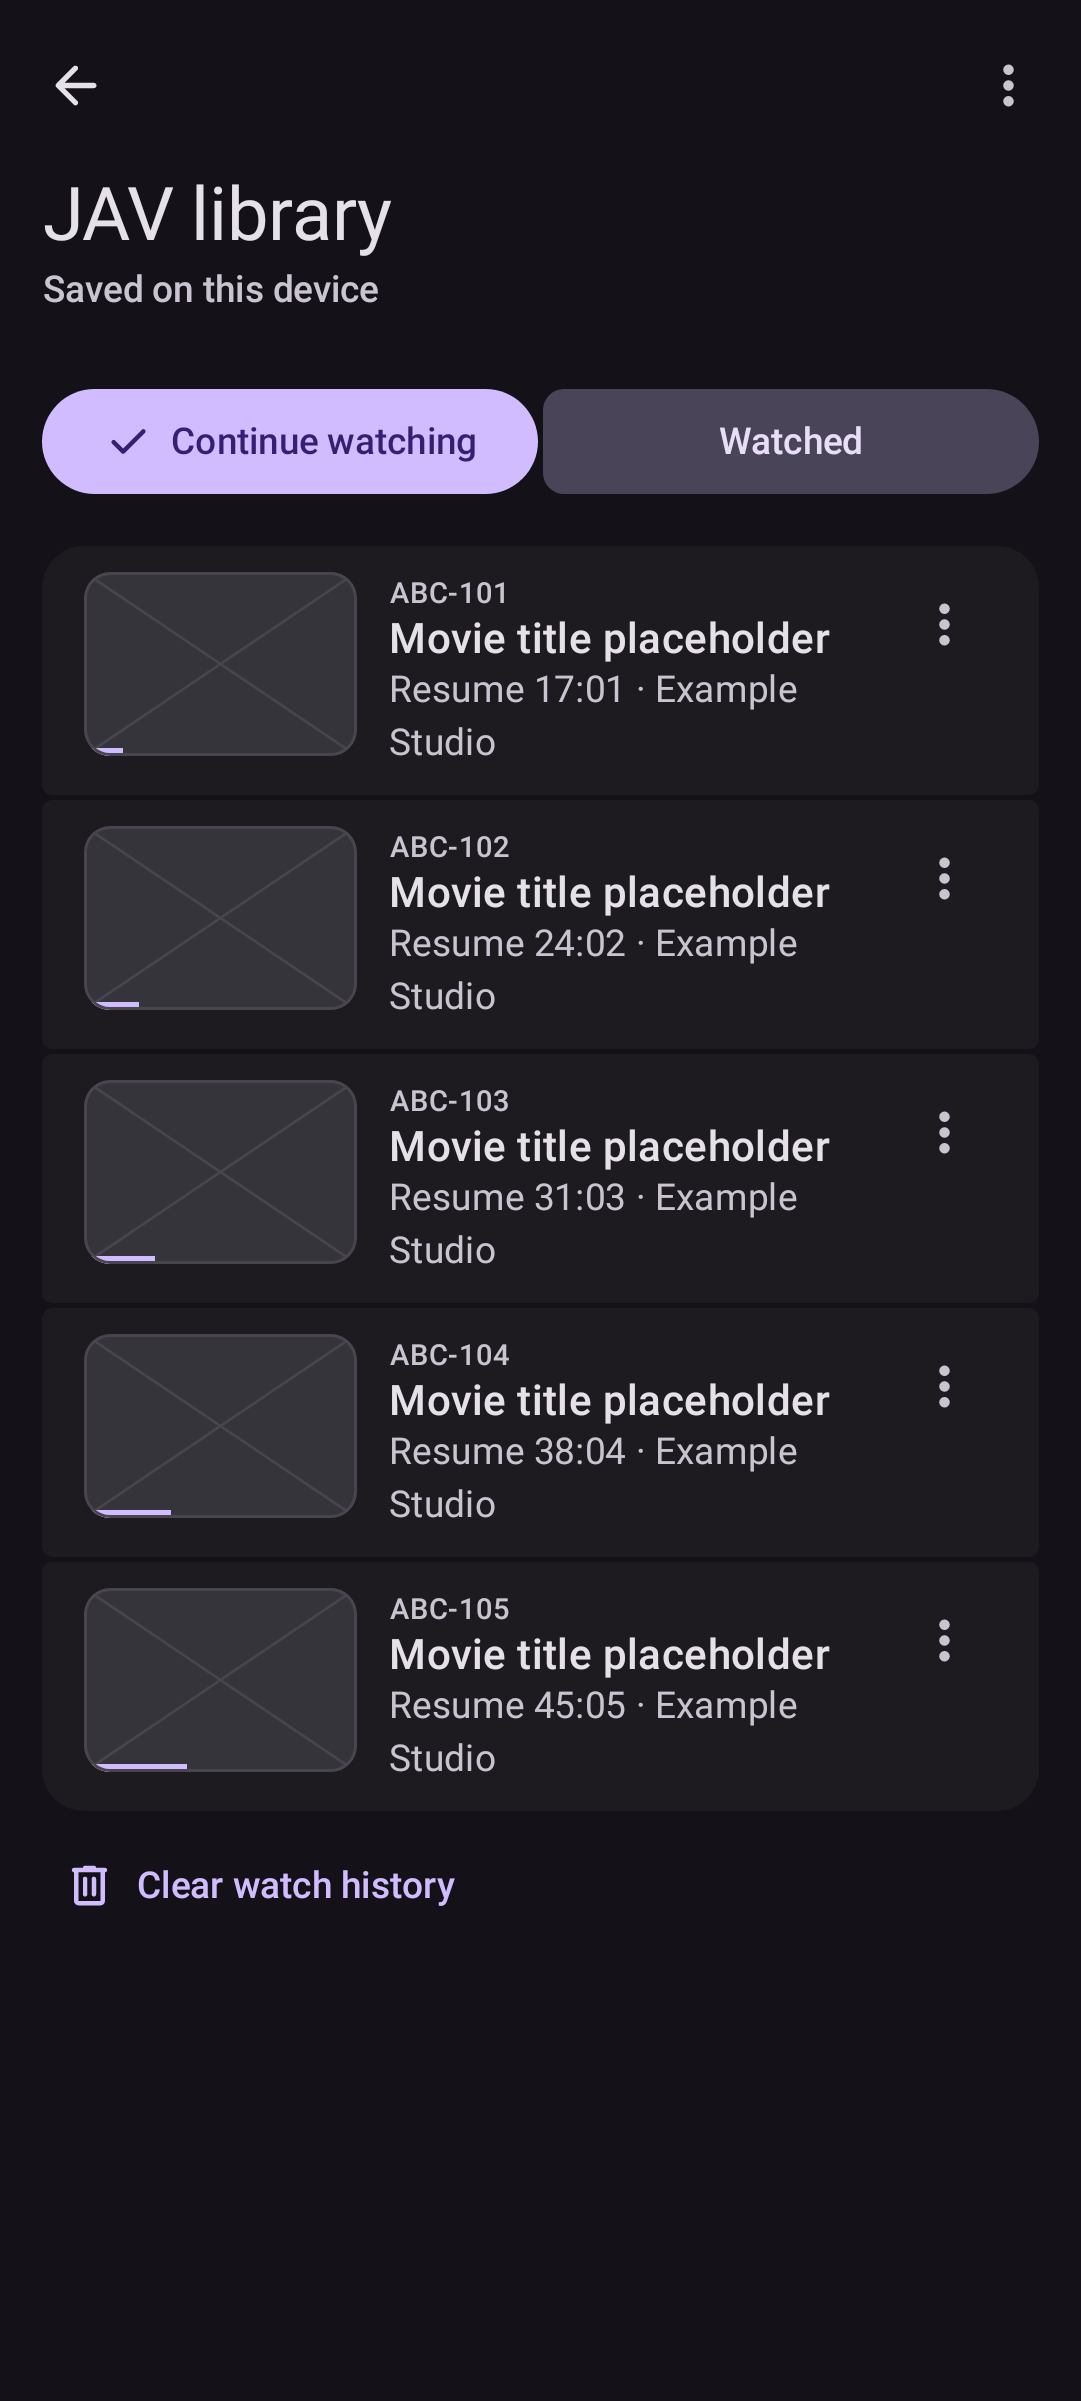 JAV library
Saved on this device
Continue watching
Watched
ABC-101
Movie title placeholder
Resume 17:01 · Example
Studio
ABC-102
Movie title placeholder
Resume 24:02 · Example
Studio
ABC-103
Movie title placeholder
Resume 31:03 · Example
Studio
ABC-104
Movie title placeholder
Resume 38:04 · Example
Studio
ABC-105
Movie title placeholder
Resume 45:05 · Example
Studio
Clear watch history